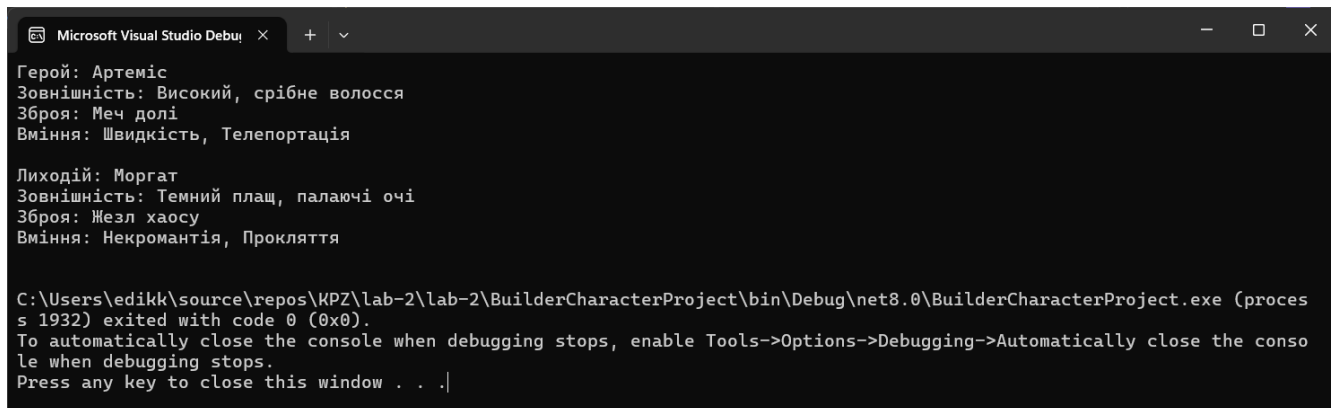 Microsoft Visual Studio Debu
Герой: Артеміс
Зовнішність: Високий, срібне волосся
Зброя: Меч долі
Вміння: Швидкість, Телепортація
Лиходій: Моргат
Зовнішність: Темний плащ, палаючі очі
Зброя: Жезл хаосу
Вміння: Некромантія, Прокляття
C:\Users\edikk\source\repos\KPZ\lab-2\lab-2\BuilderCharacterProject\bin\Debug\net8.0\BuilderCharacterProject.exe (proces
s 1932) exited with code 0 (0x0).
To automatically close the console when debugging stops, enable Tools->Options->Debugging->Automatically close the conso
le when debugging stops.
Press any key to close this window . . .